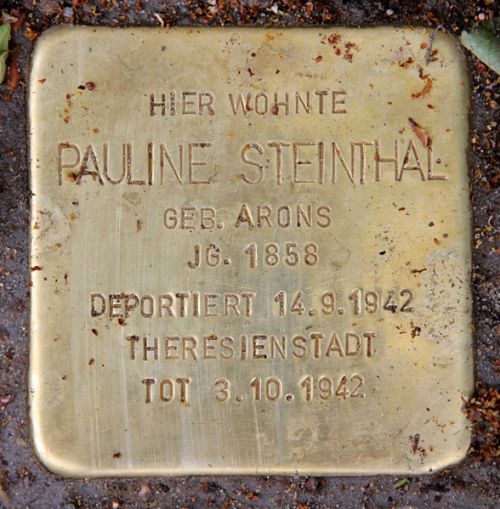 HIER WOHNTE
PAULINE STEINTHAL
GEB. ARONS
JG. 1858
DEPORTIERT 14.9.1942
THERESIENSTADT
TOT 3.10.1942